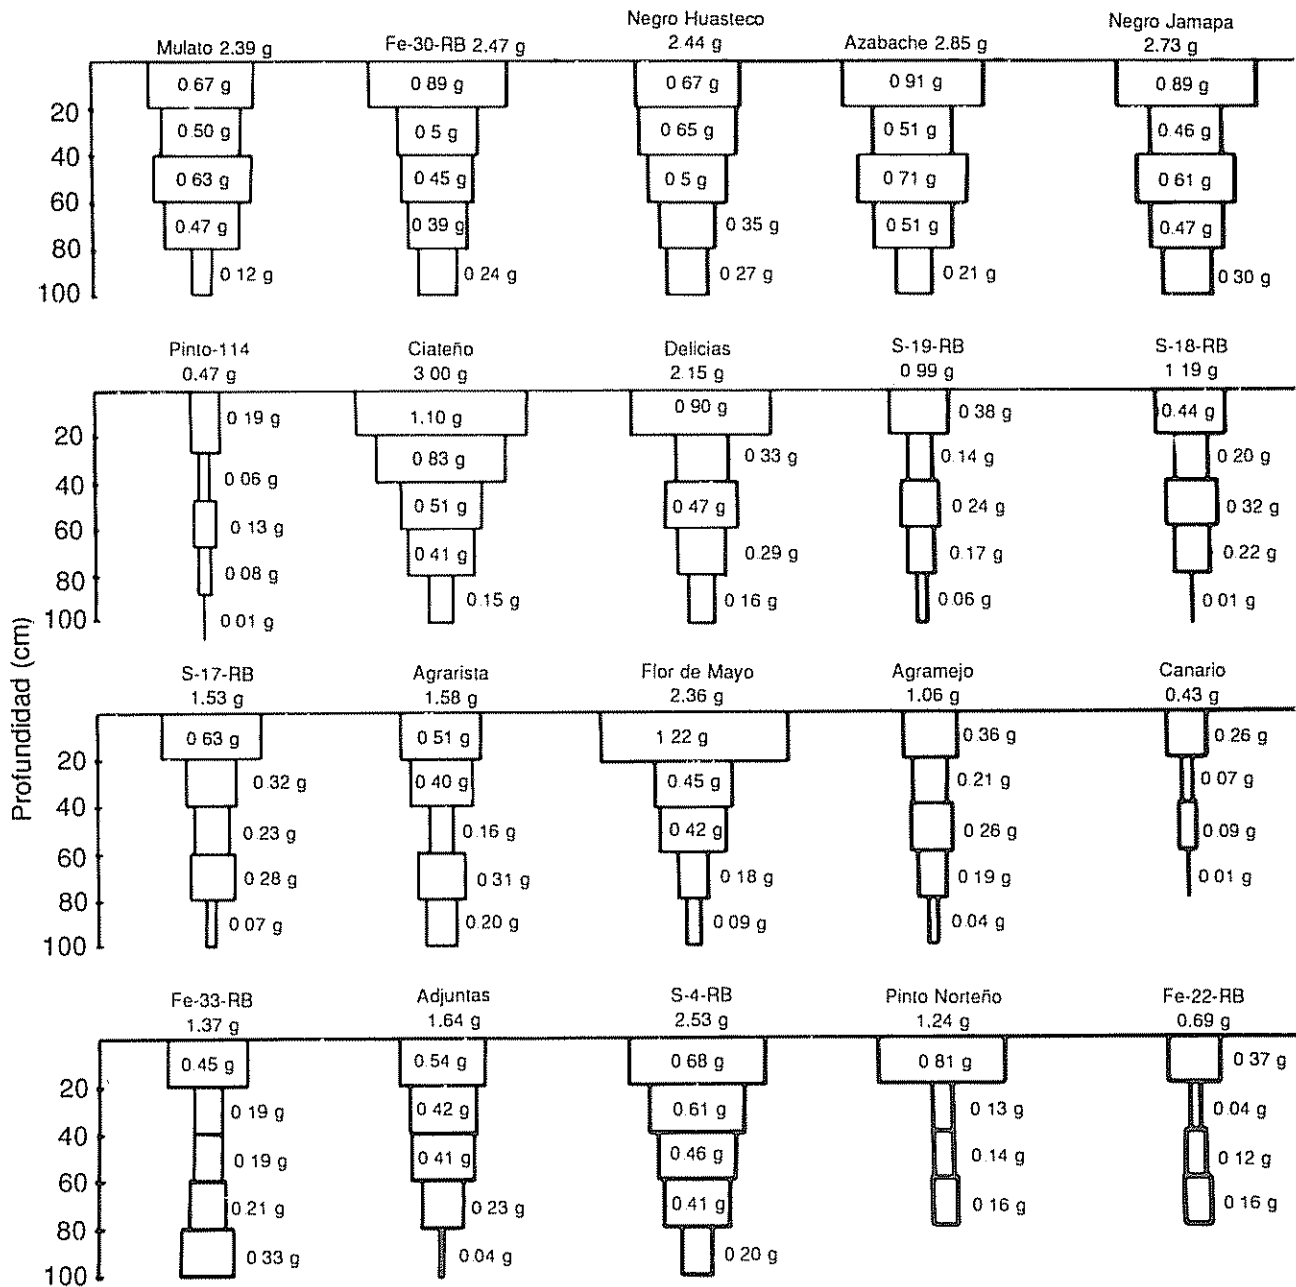 Negro Huasteco
Negro Jamapa
Mulato 2.39 g
Fe-30-RB 2.47 g
2.44 g
Azabache 2.85 g
2.73 g
0.67 g
0 89 g
0.67 g
0 91 g
0.89 g
20
0.50 g
0.5 g
0 65 g
0.51 g
0.46 g
40
0 63 g
0.45 g
0.5 g
0.71 g
0.61 g
60
0.47 g
0 39 g
0 35 g
0 51 g
0.47 g
80
0 12 g
0 24 g
0 27 g
0 21 g
0 30 g
100
Pinto-114
Ciateño
Delicias
S-19-RB
S-18-RB
0.47 g
3 00 g
2.15 g
0 99 g
1 19 g
0 19 g
1.10 g
0 90 g
0 38 g
0.44 g
20
0 06 g
0 83 g
0 33 g
0.14 g
0.20 g
40
0 13 g
0.51 g
0 47 g
0 24 g
0 32 g
60
0 08 g
0 41 g
0.29 g
0.17 g
0.22 g
80
0 01 g
0.15 g
0 16 g
0.06 g
0 01 g
100
Profundidad (cm)
S-17-RB
Agrarista
Flor de Mayo
Agramejo
Canario
1.53 g
1.58 g
2.36 g
1.06 g
0.43 g
0 63 g
0.51 g
1 22 g
0 36 g
0.26 g
20
0.32 g
0 40 g
0.45 g
0.21 g
0 07 g
40
0.23 g
0.16 g
0 42 g
0 26 g
0 09 g
60
0 28 g
0.31 g
0 18 g
0 19 g
0 01 g
80
0 07 g
0.20 g
0 09 g
0.04 g
100
Fe-33-RB
Adjuntas
S-4-RB
Pinto Norteño
Fe-22-RB
1.37 g
1.64 g
2.53 g
1.24 g
0.69 g
0.45 g
0.54 g
0 68 g
0 81 g
0 37 g
20
0 19 g
0.42 g
0.61 g
0 13 g
0.04 g
40
0 19 g
0.41 g
0 46 g
0.14 g
0 12 g
60
0.21 g
0.23 g
0.41 g
0 16 g
0 16 g
80
0 33 g
0.04 g
0 20 g
100